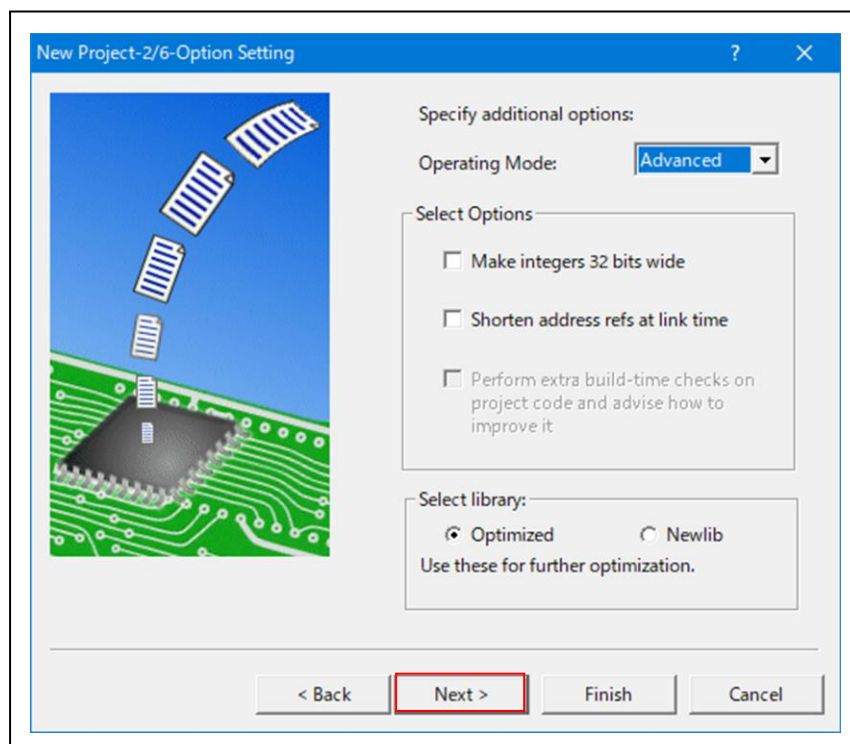 New Project-2/6-Option Setting
?
Specify additional options:
Operating Mode:
Advanced
Select Options
Make integers 32 bits wide
Shorten address refs at link time
Perform extra build-time checks on
project code and advise how to
improve it
Select library:
Optimized
Newlib
Use these for further optimization.
< Back
Next >
Finish
Cancel